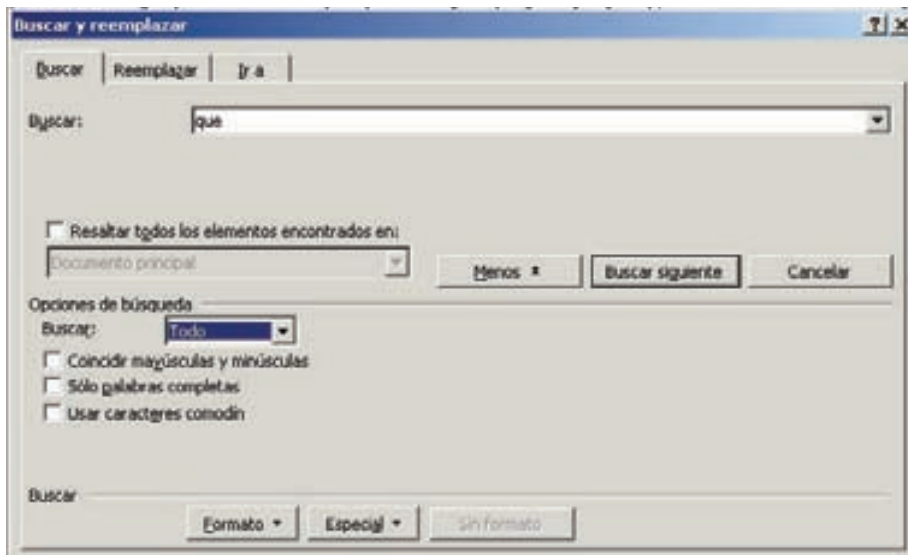 Buscar y reemplazar
Buscar Reemplazar Ir a
Buscar: que
Resaltar todos los elementos encontrados en:
Documento principal
Menos Buscar siguiente Cancelar
Opciones de búsqueda
Buscar: Todo
Coincidir mayúsculas y minúsculas
Sólo palabras completas
Usar caracteres comodín
Buscar
Formato Especial Sin formato